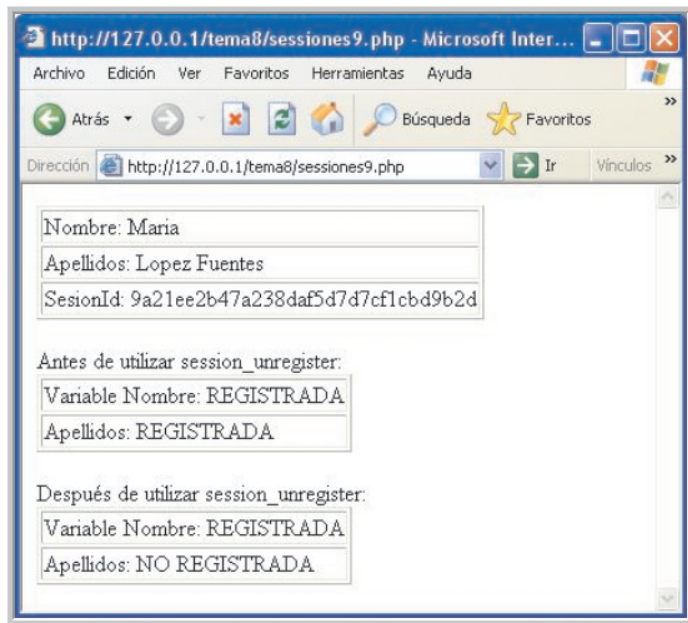 http://127.0.0.1/tema8/sessiones9.php - Microsoft Inter...
Archivo Edición Ver Favoritos Herramientas Ayuda
Atrás Búsqueda Favoritos »
Dirección http://127.0.0.1/tema8/sessiones9.php Ir Vínculos »
Nombre: Maria
Apellidos: Lopez Fuentes
SesionId: 9a21ee2b47a238daf5d7d7cf1cbd9b2d
Antes de utilizar session_unregister:
Variable Nombre: REGISTRADA
Apellidos: REGISTRADA
Después de utilizar session_unregister:
Variable Nombre: REGISTRADA
Apellidos: NO REGISTRADA